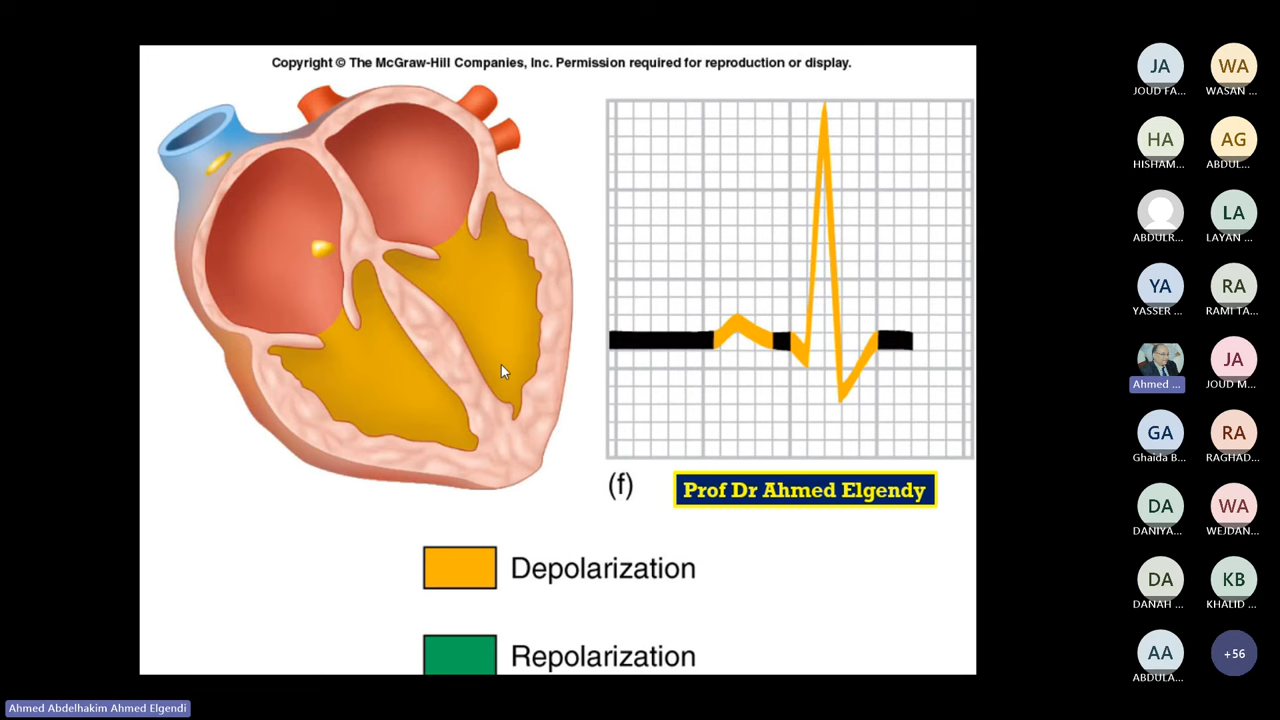 Copyright © The McGraw-Hill Companies, Inc. Permission required for reproduction or display.
(f)
Prof Dr Ahmed Elgendy
Depolarization
Repolarization
JA
JOUD FA...
WA
WASAN ...
HA
HISHAM...
AG
ABDUL...
ABDULR...
LA
LAYAN ...
YA
YASSER ...
RA
RAMI TA...
Ahmed ...
JA
JOUD M...
GA
Ghaida B...
RA
RAGHAD...
DA
DANIYA...
WA
WEJDAN...
DA
DANAH ...
KB
KHALID ...
AA
ABDULA...
+56
Ahmed Abdelhakim Ahmed Elgendi